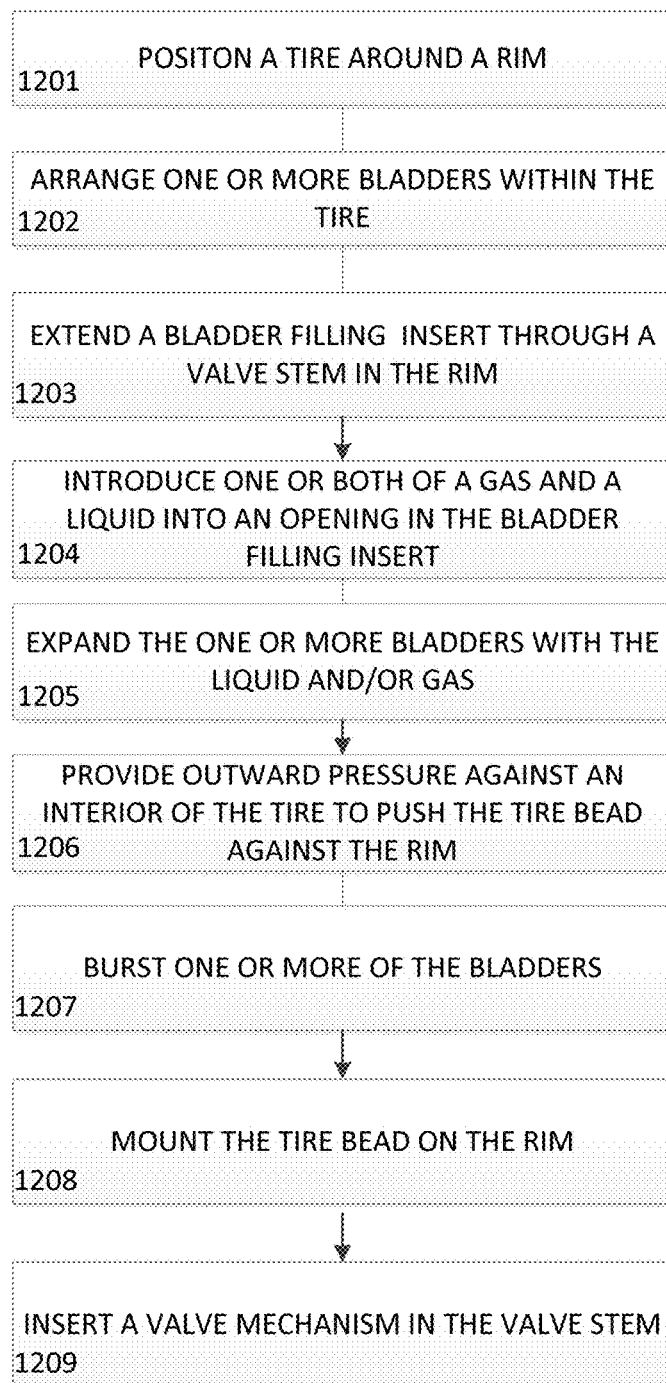 POSITON A TIRE AROUND A RIM
1201
ARRANGE ONE OR MORE BLADDERS WITHIN THE
TIRE
1202
EXTEND A BLADDER FILLING INSERT THROUGH A
VALVE STEM IN THE RIM
1203
INTRODUCE ONE OR BOTH OF A GAS AND A
LIQUID INTO AN OPENING IN THE BLADDER
FILLING INSERT
1204
EXPAND THE ONE OR MORE BLADDERS WITH THE
LIQUID AND/OR GAS
1205
PROVIDE OUTWARD PRESSURE AGAINST AN
INTERIOR OF THE TIRE TO PUSH THE TIRE BEAD
AGAINST THE RIM
1206
BURST ONE OR MORE OF THE BLADDERS
1207
MOUNT THE TIRE BEAD ON THE RIM
1208
INSERT A VALVE MECHANISM IN THE VALVE STEM
1209